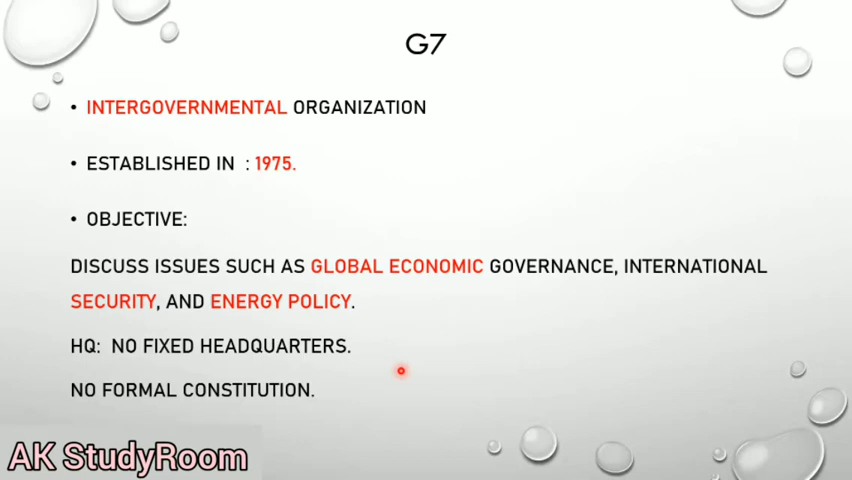 G7
• INTERGOVERNMENTAL ORGANIZATION
• ESTABLISHED IN : 1975.
• OBJECTIVE:
DISCUSS ISSUES SUCH AS GLOBAL ECONOMIC GOVERNANCE, INTERNATIONAL
SECURITY, AND ENERGY POLICY.
HQ: NO FIXED HEADQUARTERS.
NO FORMAL CONSTITUTION.
AK StudyRoom